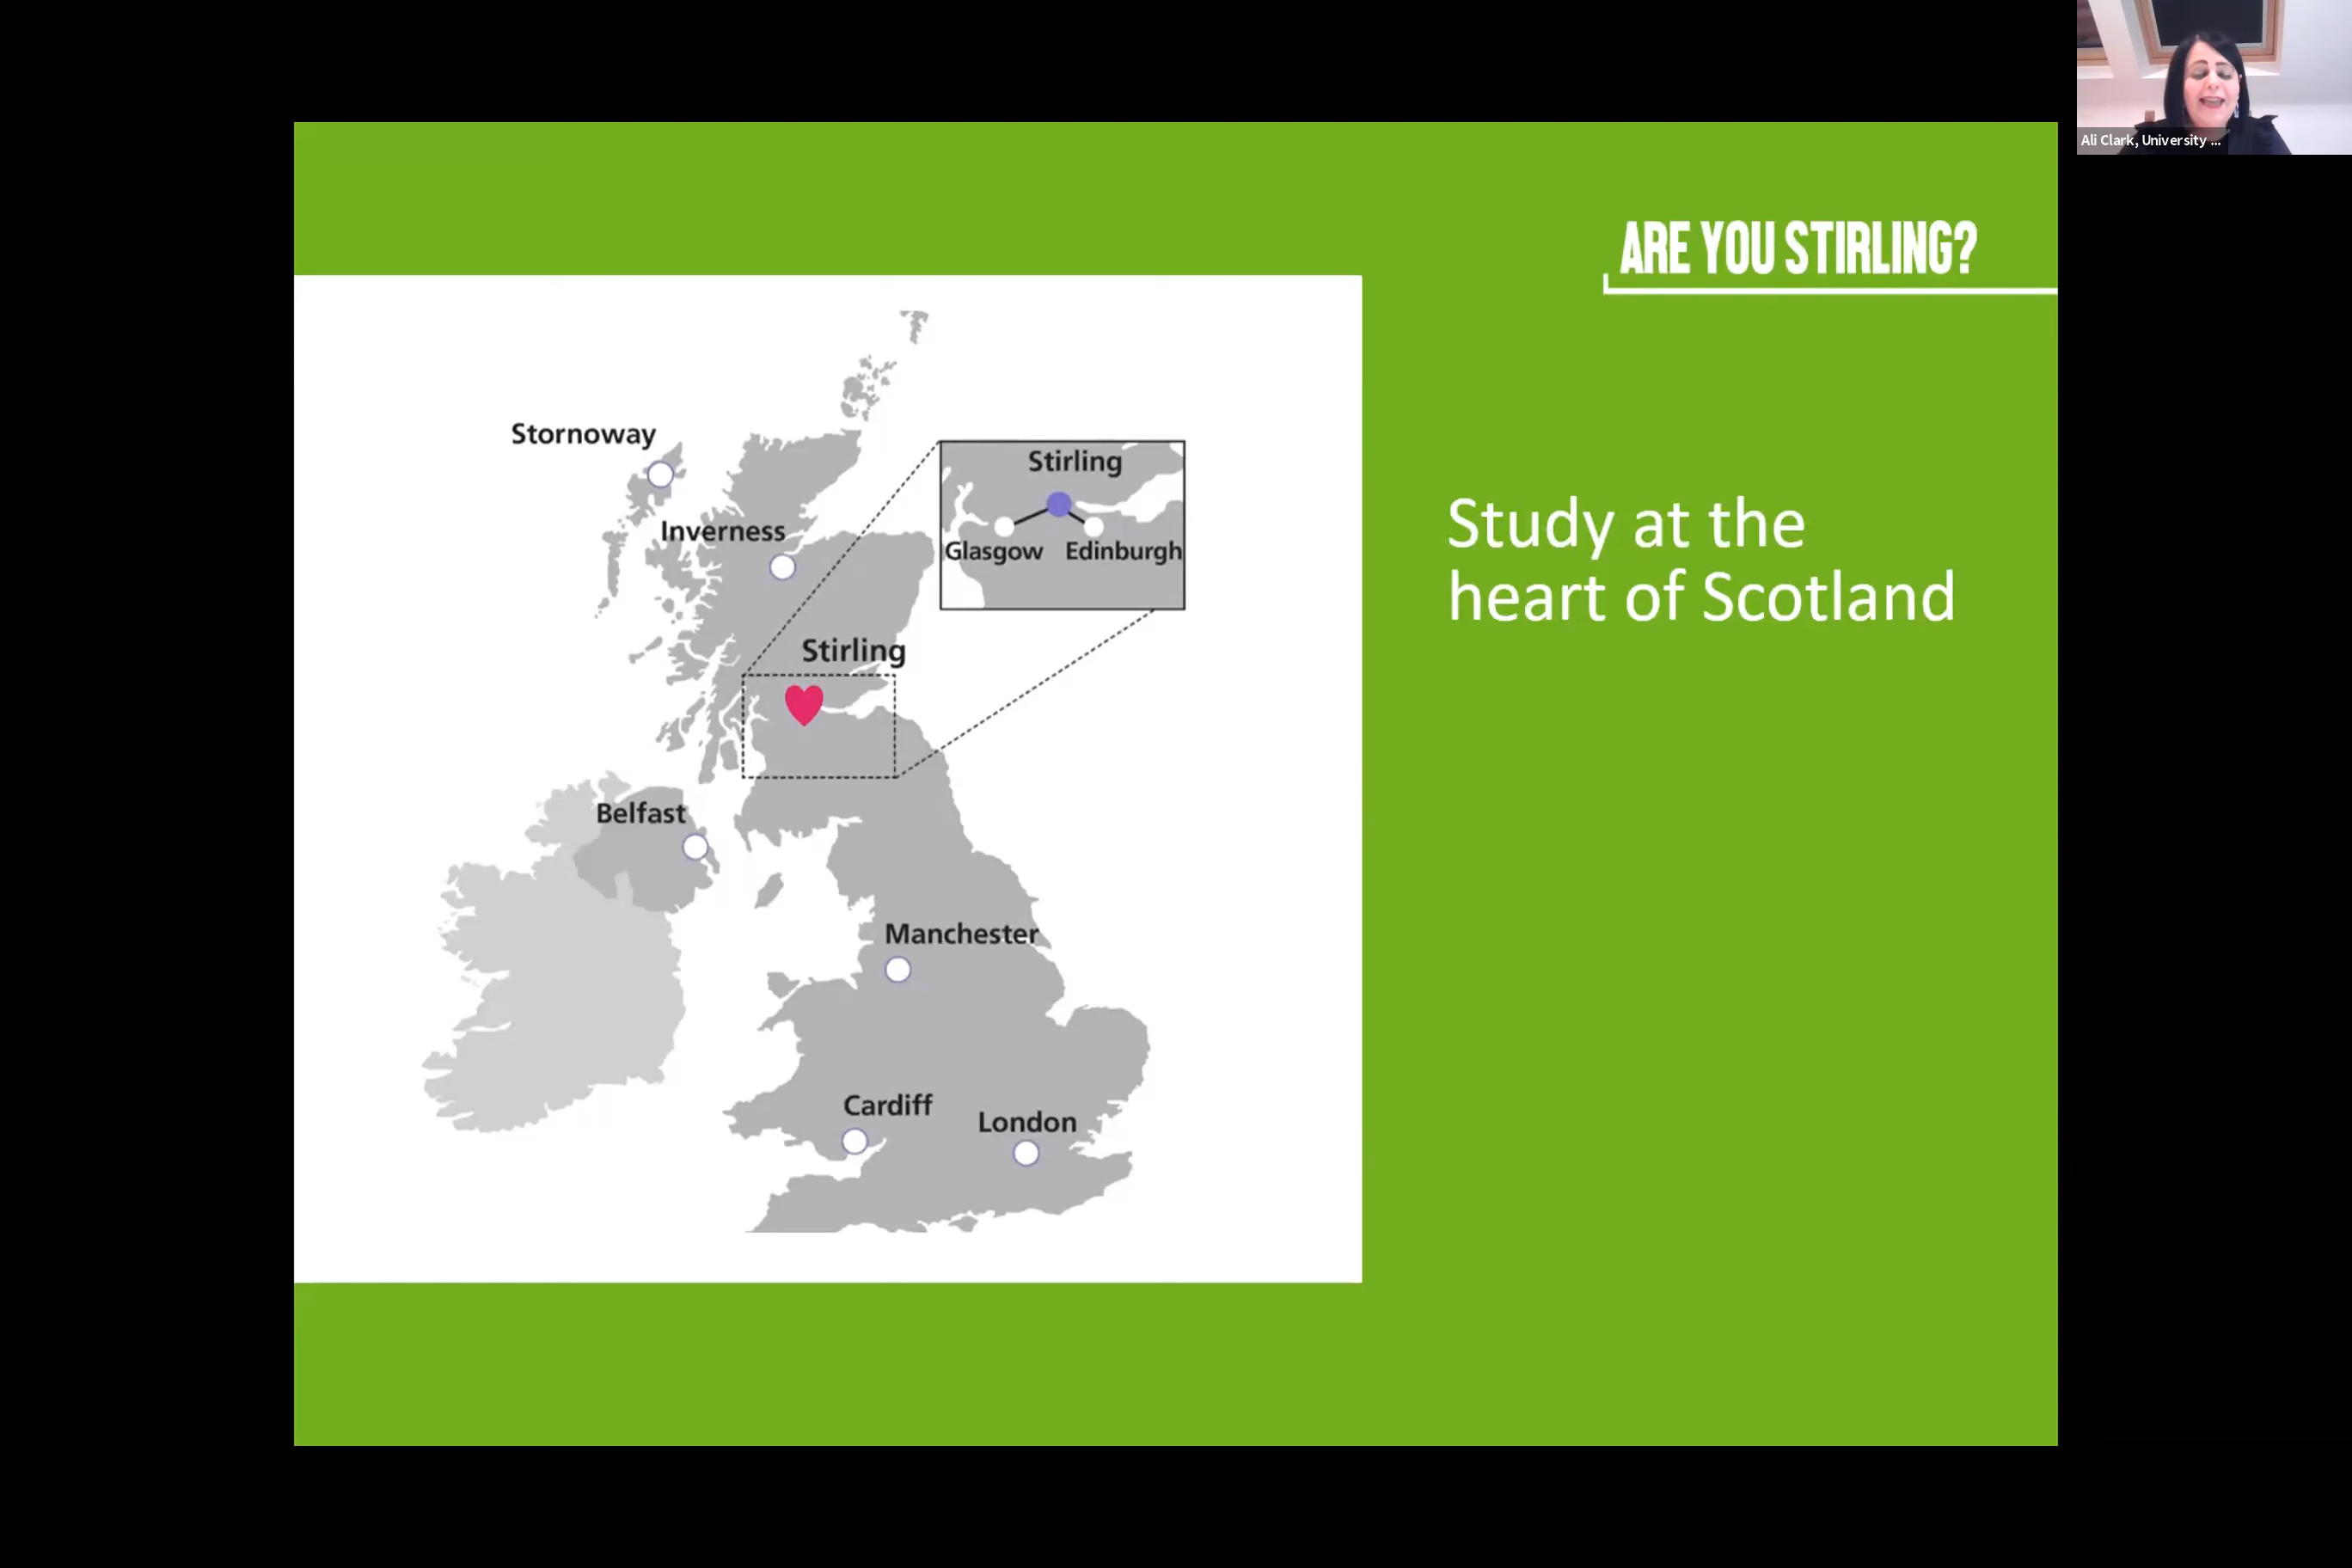 Ali Clark, University ...
ARE YOU STIRLING?
Study at the
heart of Scotland
Stornoway
Inverness
Stirling
Glasgow Edinburgh
Stirling
Belfast
Manchester
Cardiff
London